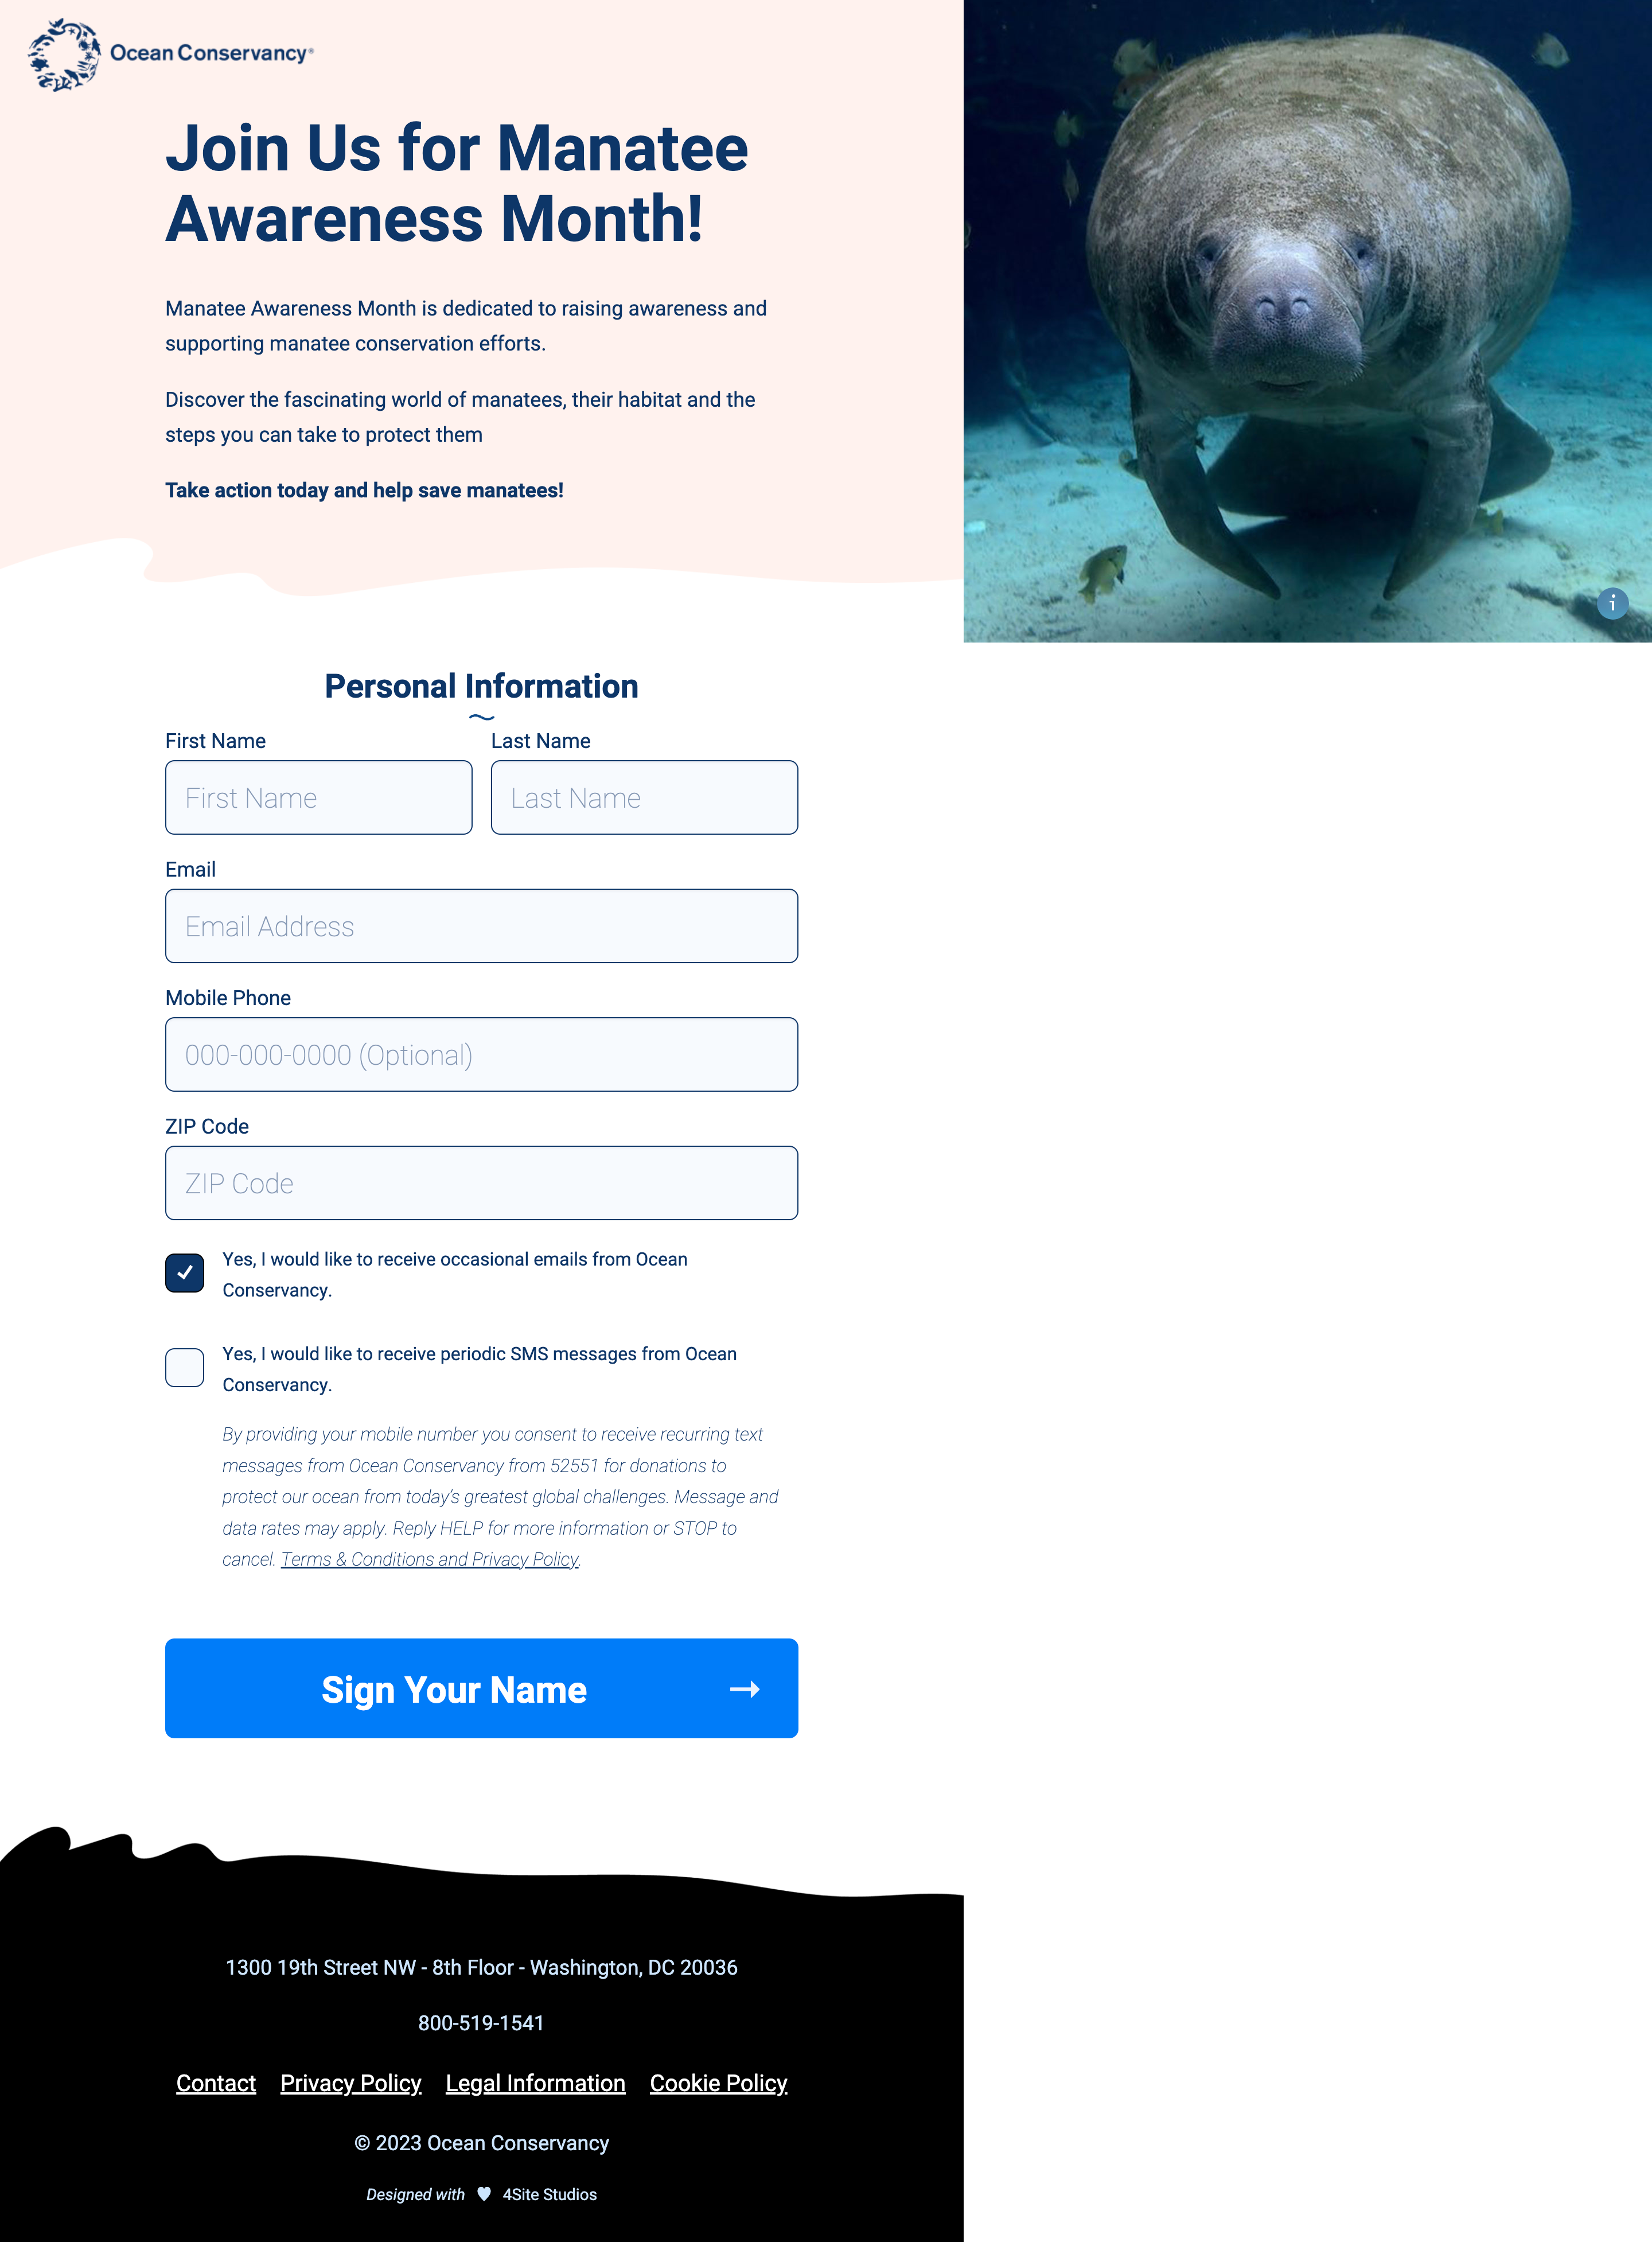 Ocean Conservancy®
Join Us for Manatee
Awareness Month!
Manatee Awareness Month is dedicated to raising awareness and
supporting manatee conservation efforts.
Discover the fascinating world of manatees, their habitat and the
steps you can take to protect them
Take action today and help save manatees!
i
Personal Information
First Name
Last Name
First Name
Last Name
Email
Email Address
Mobile Phone
000-000-0000 (Optional)
ZIP Code
ZIP Code
Yes, I would like to receive occasional emails from Ocean
Conservancy.
Yes, I would like to receive periodic SMS messages from Ocean
Conservancy.
By providing your mobile number you consent to receive recurring text
messages from Ocean Conservancy from 52551 for donations to
protect our ocean from today's greatest global challenges. Message and
data rates may apply. Reply HELP for more information or STOP to
cancel. Terms & Conditions and Privacy Policy.
Sign Your Name →
1300 19th Street NW - 8th Floor - Washington, DC 20036
800-519-1541
Contact Privacy Policy Legal Information Cookie Policy
© 2023 Ocean Conservancy
Designed with ♥ 4Site Studios